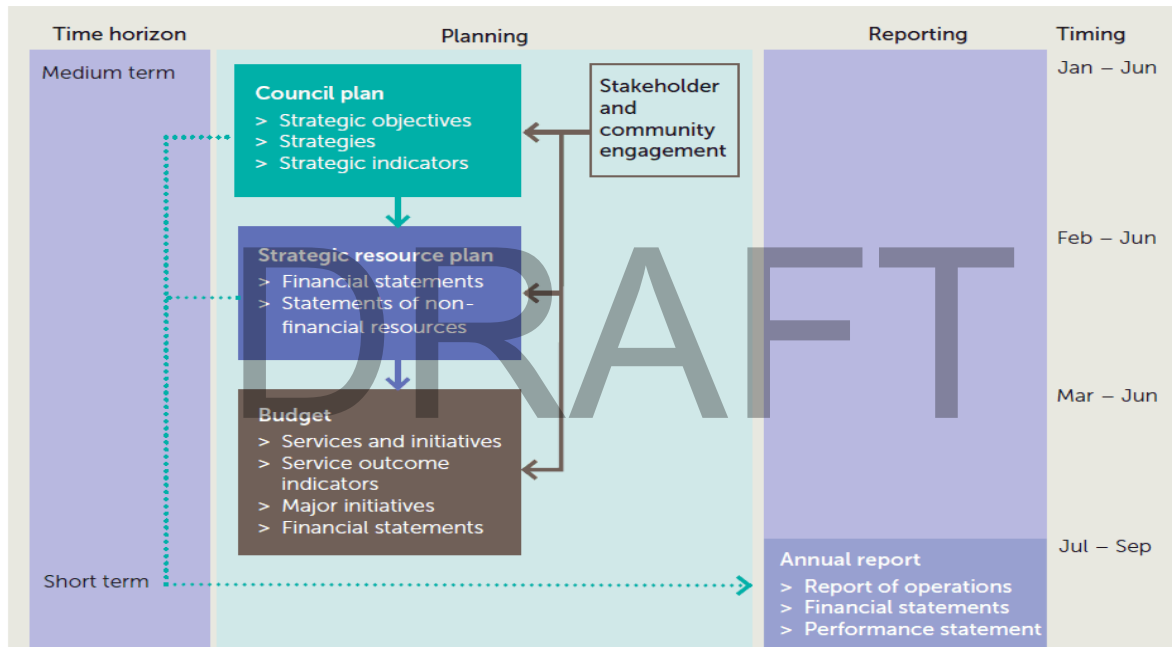 Time horizon
Planning
Reporting
Timing
Medium term
Jan – Jun
Council plan
> Strategic objectives
> Strategies
> Strategic indicators
Stakeholder
and
community
engagement
Feb – Jun
Strategic resource plan
> Financial statements
> Statements of non-
financial resources
DRAFT
Mar – Jun
Budget
> Services and initiatives
> Service outcome
indicators
> Major initiatives
> Financial statements
Jul – Sep
Short term
Annual report
> Report of operations
> Financial statements
> Performance statement